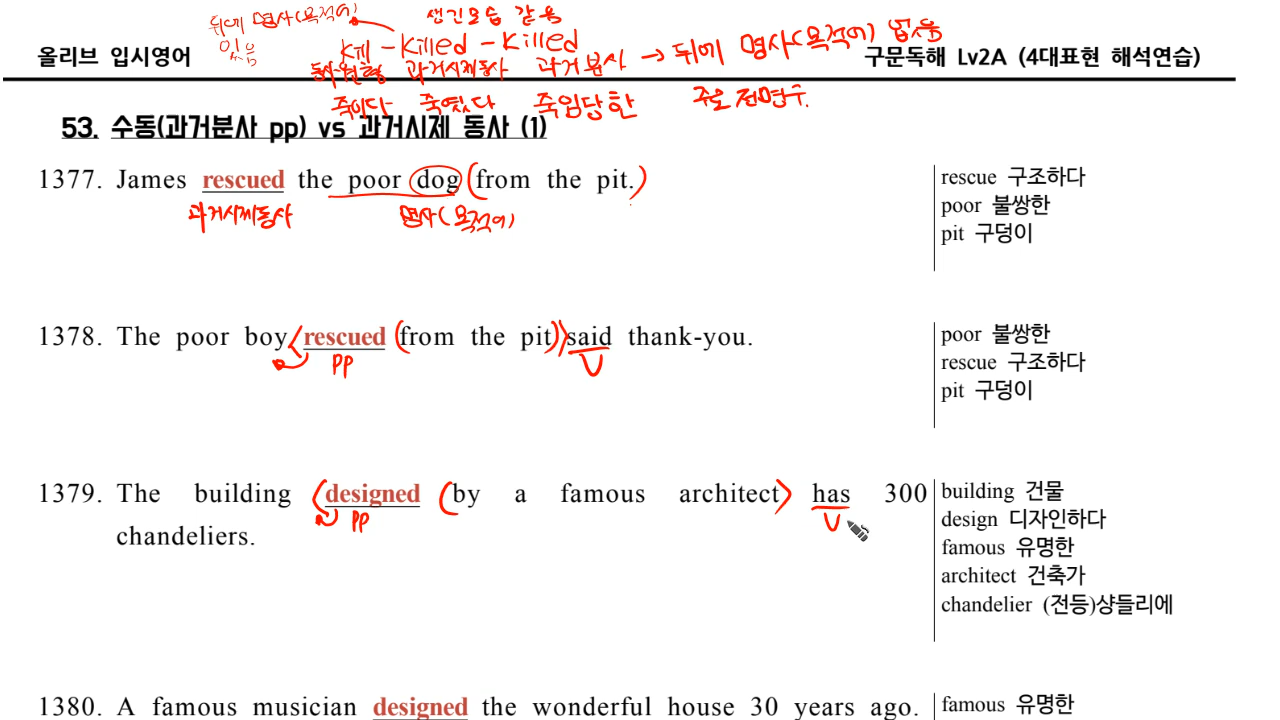 뒤에 명사(목적어) 생긴모습 같음
있음
kill - killed - killed
동사원형 과거시제동사 과거분사 → 뒤에 명사(목적어) 없음
죽이다 죽였다 죽임당한 주로 전명구.
올리브 입시영어 구문독해 Lv2A (4대표현 해석연습)
53. 수동(과거분사 pp) vs 과거시제 동사 (1)
1377. James rescued the poor dog (from the pit.)
과거시제동사 명사(목적어)
rescue 구조하다
poor 불쌍한
pit 구덩이
1378. The poor boy <rescued (from the pit)> said thank-you.
pp V
poor 불쌍한
rescue 구조하다
pit 구덩이
1379. The building <designed (by a famous architect> has 300
pp V
chandeliers.
building 건물
design 디자인하다
famous 유명한
architect 건축가
chandelier (전등)샹들리에
1380. A famous musician designed the wonderful house 30 years ago.
famous 유명한